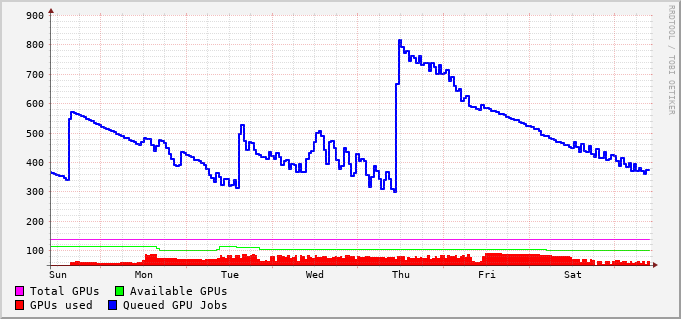 900
800
700
600
500
400
300
200
100
Sun Mon Tue Wed Thu Fri Sat
Total GPUs Available GPUs
GPUs used Queued GPU Jobs
RRDTOOL / TOBI OETIKER